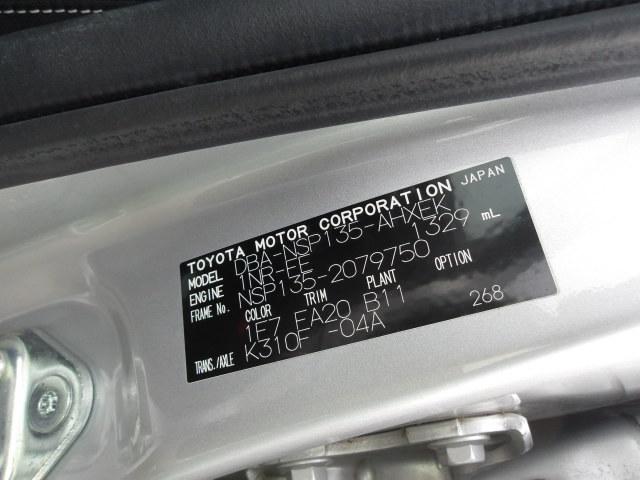 TOYOTA MOTOR CORPORATION JAPAN
MODEL DBA-NSP135-AHXEK
ENGINE 1NR-FE 1329 mL
FRAME No. NSP135-2079750
COLOR TRIM PLANT OPTION
1E7 EA20 B11 268
TRANS./AXLE K310F -04A